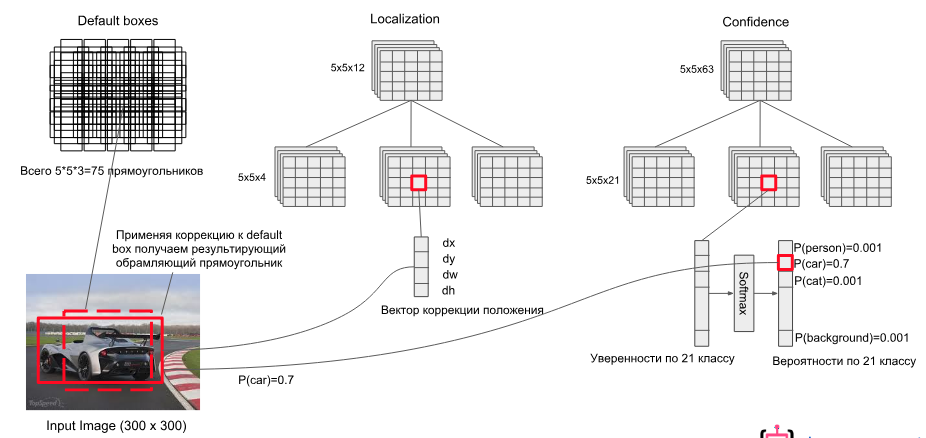 Default boxes
Localization
Confidence
5x5x12
5x5x63
Всего 5*5*3=75 прямоугольников
5x5x4
5x5x21
Применяя коррекцию к default
box получаем результирующий
обрамляющий прямоугольник
dx
dy
dw
dh
Вектор коррекции положения
Softmax
P(person)=0.001
P(car)=0.7
P(cat)=0.001
P(background)=0.001
Уверенности по 21 классу
Вероятности по 21 классу
P(car)=0.7
TopSpeed
Input Image (300 x 300)